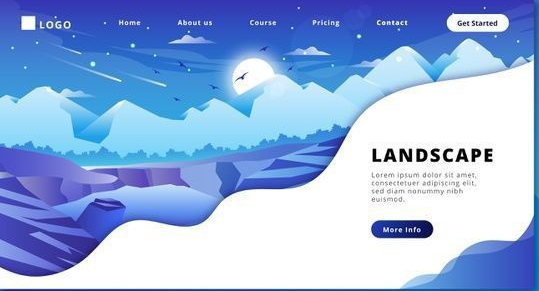 LOGO
Home
About us
Course
Pricing
Contact
Get Started
LANDSCAPE
Lorem ipsum dolor sit amet,
consectetuer adipiscing elit,
sed diam nonummy nibh
euismod.
More Info